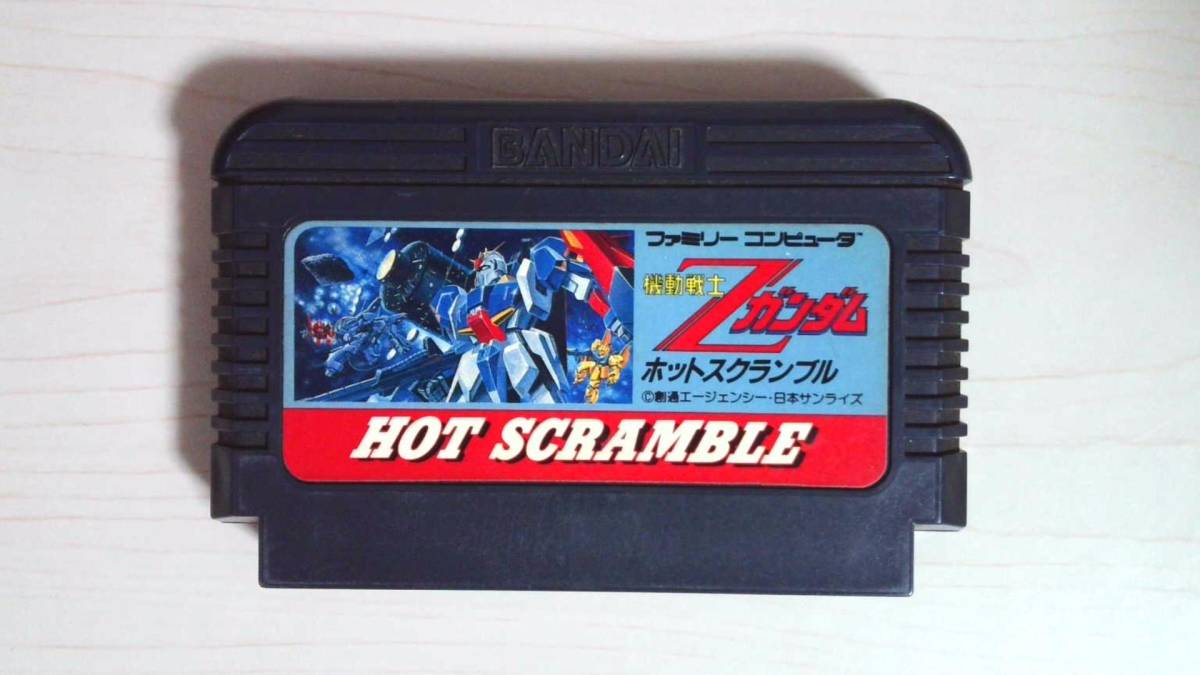 BANDAI
ファミリー コンピュータ™
機動戦士
Zガンダム
ホットスクランブル
©創通エージェンシー・日本サンライズ
HOT SCRAMBLE